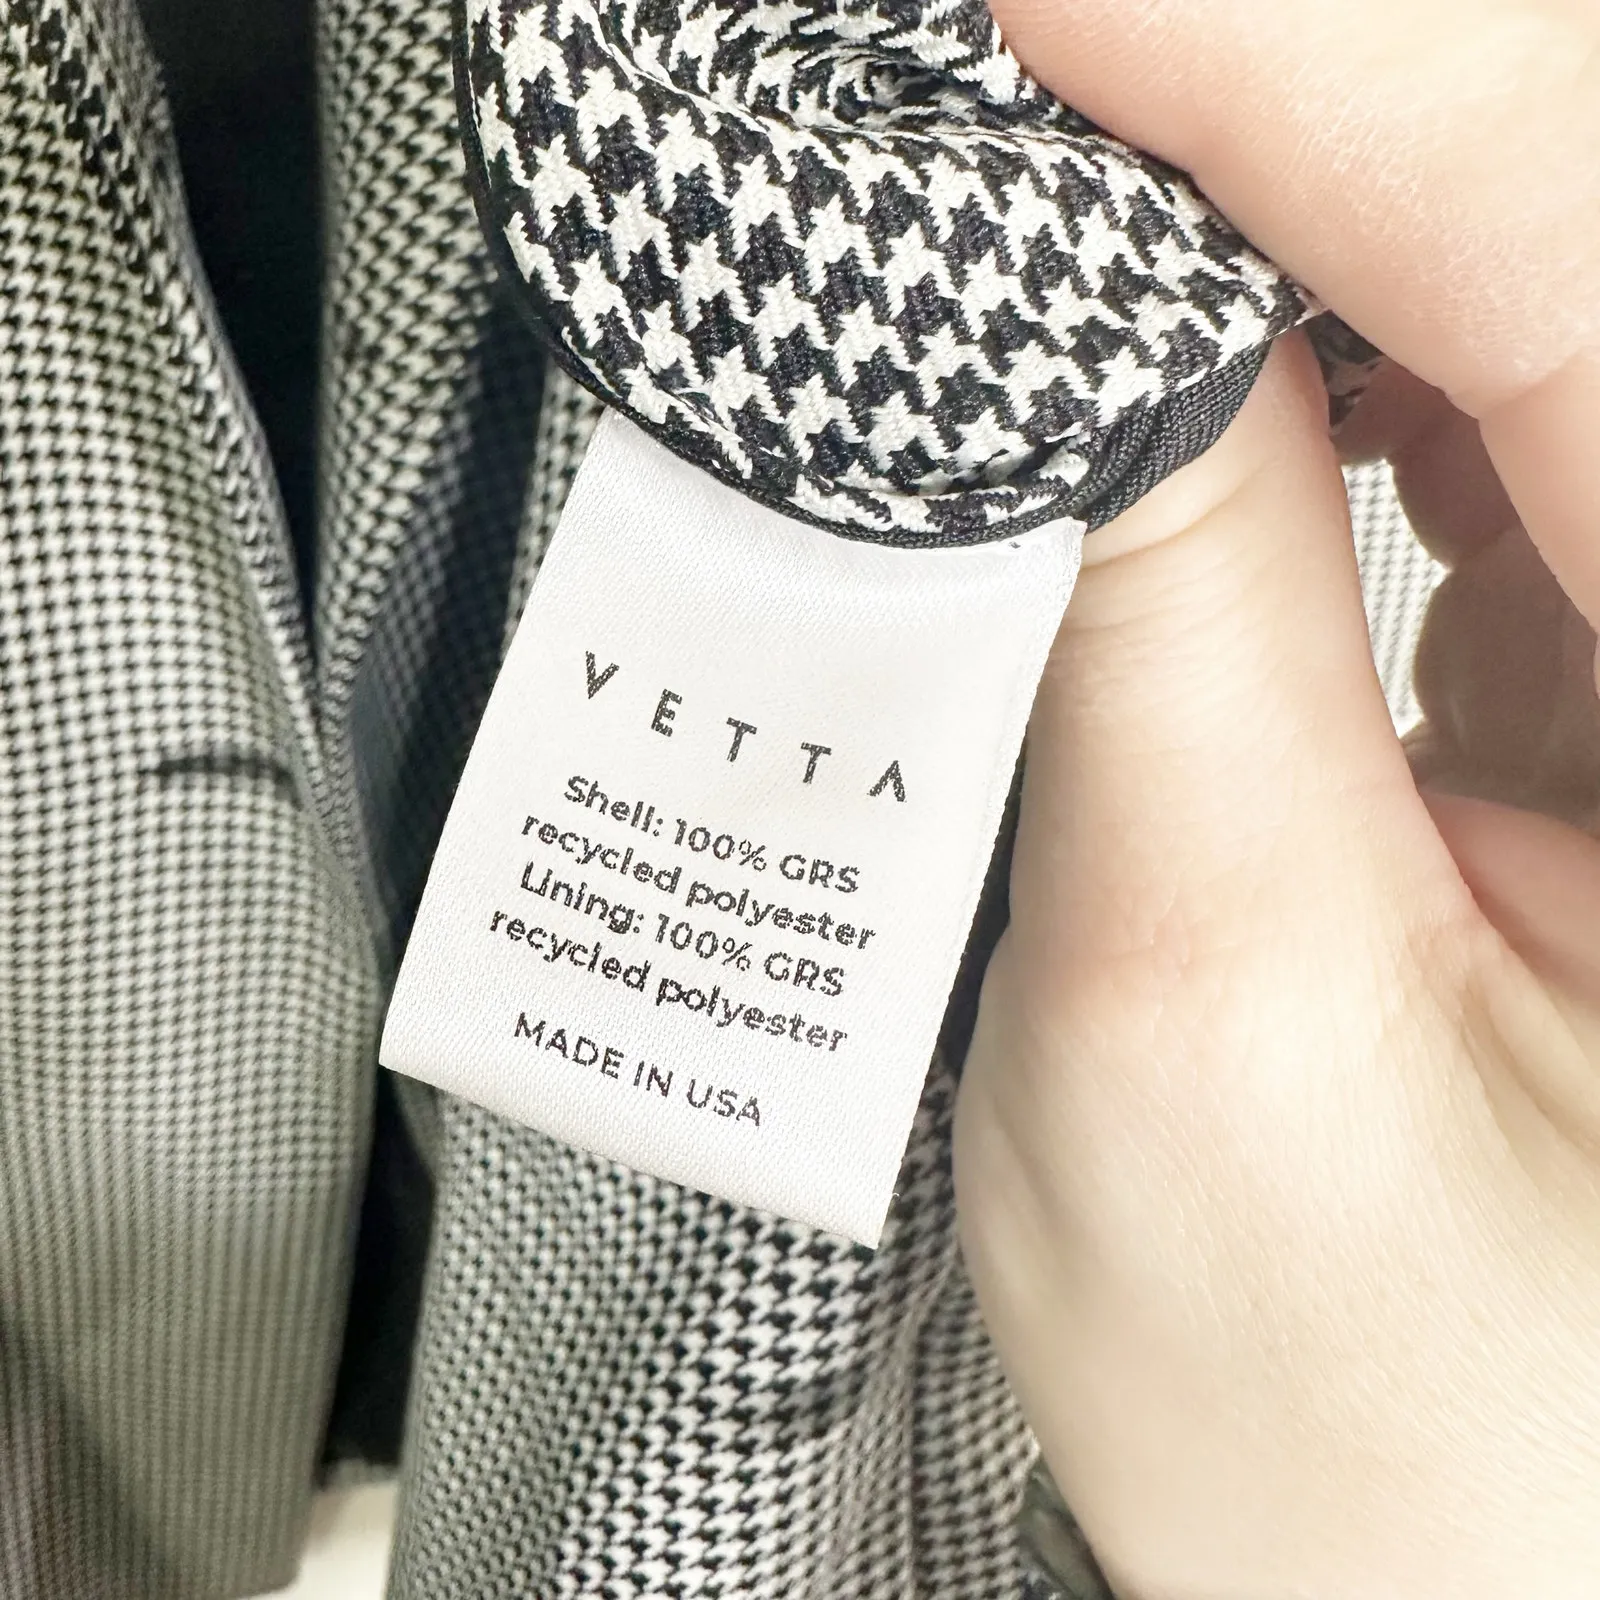 VETTA
Shell: 100% GRS
recycled polyester
Lining: 100% GRS
recycled polyester
MADE IN USA